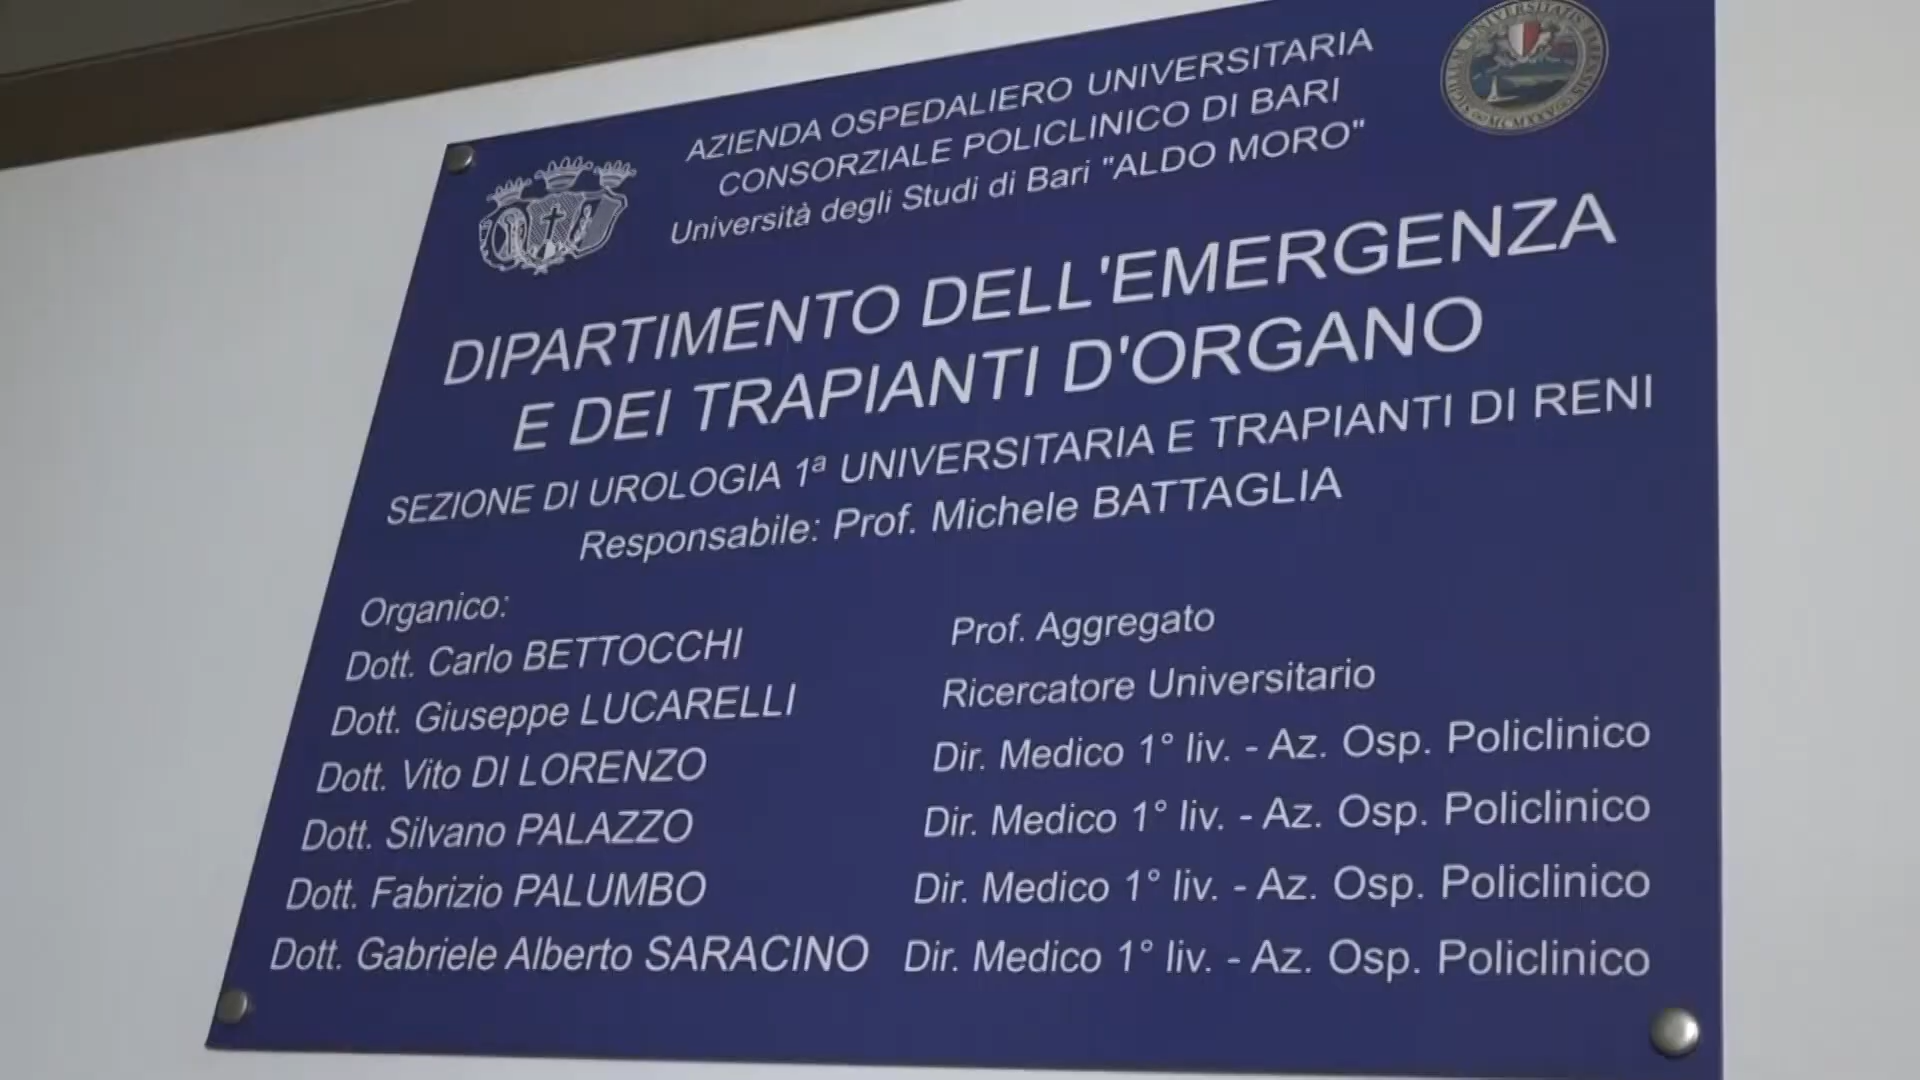 AZIENDA OSPEDALIERO UNIVERSITARIA
CONSORZIALE POLICLINICO DI BARI
Università degli Studi di Bari "ALDO MORO"
DIPARTIMENTO DELL'EMERGENZA
E DEI TRAPIANTI D'ORGANO
SEZIONE DI UROLOGIA 1ª UNIVERSITARIA E TRAPIANTI DI RENI
Responsabile: Prof. Michele BATTAGLIA
Organico:
Dott. Carlo BETTOCCHI Prof. Aggregato
Dott. Giuseppe LUCARELLI Ricercatore Universitario
Dott. Vito DI LORENZO Dir. Medico 1° liv. - Az. Osp. Policlinico
Dott. Silvano PALAZZO Dir. Medico 1° liv. - Az. Osp. Policlinico
Dott. Fabrizio PALUMBO Dir. Medico 1° liv. - Az. Osp. Policlinico
Dott. Gabriele Alberto SARACINO Dir. Medico 1° liv. - Az. Osp. Policlinico